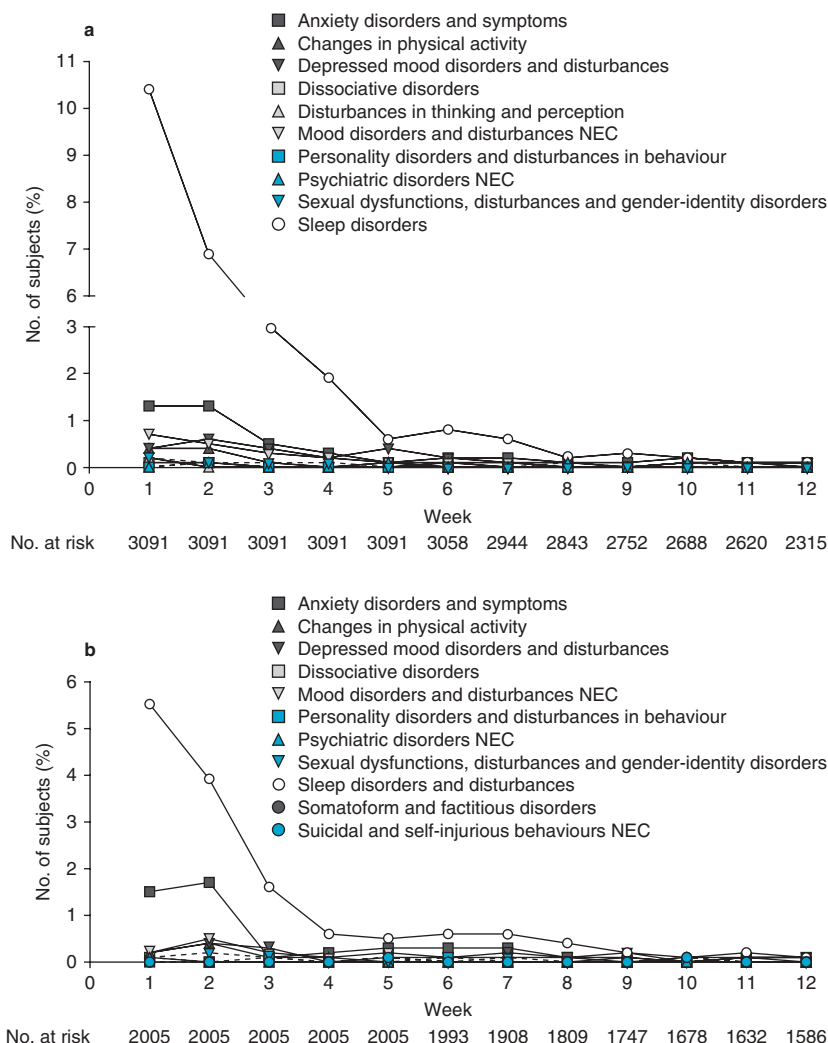 a
Anxiety disorders and symptoms
Changes in physical activity
Depressed mood disorders and disturbances
Dissociative disorders
Disturbances in thinking and perception
Mood disorders and disturbances NEC
Personality disorders and disturbances in behaviour
Psychiatric disorders NEC
Sexual dysfunctions, disturbances and gender-identity disorders
Sleep disorders
No. of subjects (%)
11
10
9
8
7
6
3
2
1
0
0 1 2 3 4 5 6 7 8 9 10 11 12
Week
No. at risk 3091 3091 3091 3091 3091 3058 2944 2843 2752 2688 2620 2315
b
Anxiety disorders and symptoms
Changes in physical activity
Depressed mood disorders and disturbances
Dissociative disorders
Mood disorders and disturbances NEC
Personality disorders and disturbances in behaviour
Psychiatric disorders NEC
Sexual dysfunctions, disturbances and gender-identity disorders
Sleep disorders and disturbances
Somatoform and factitious disorders
Suicidal and self-injurious behaviours NEC
No. of subjects (%)
6
5
4
3
2
1
0
0 1 2 3 4 5 6 7 8 9 10 11 12
Week
No. at risk 2005 2005 2005 2005 2005 1993 1908 1809 1747 1678 1632 1586